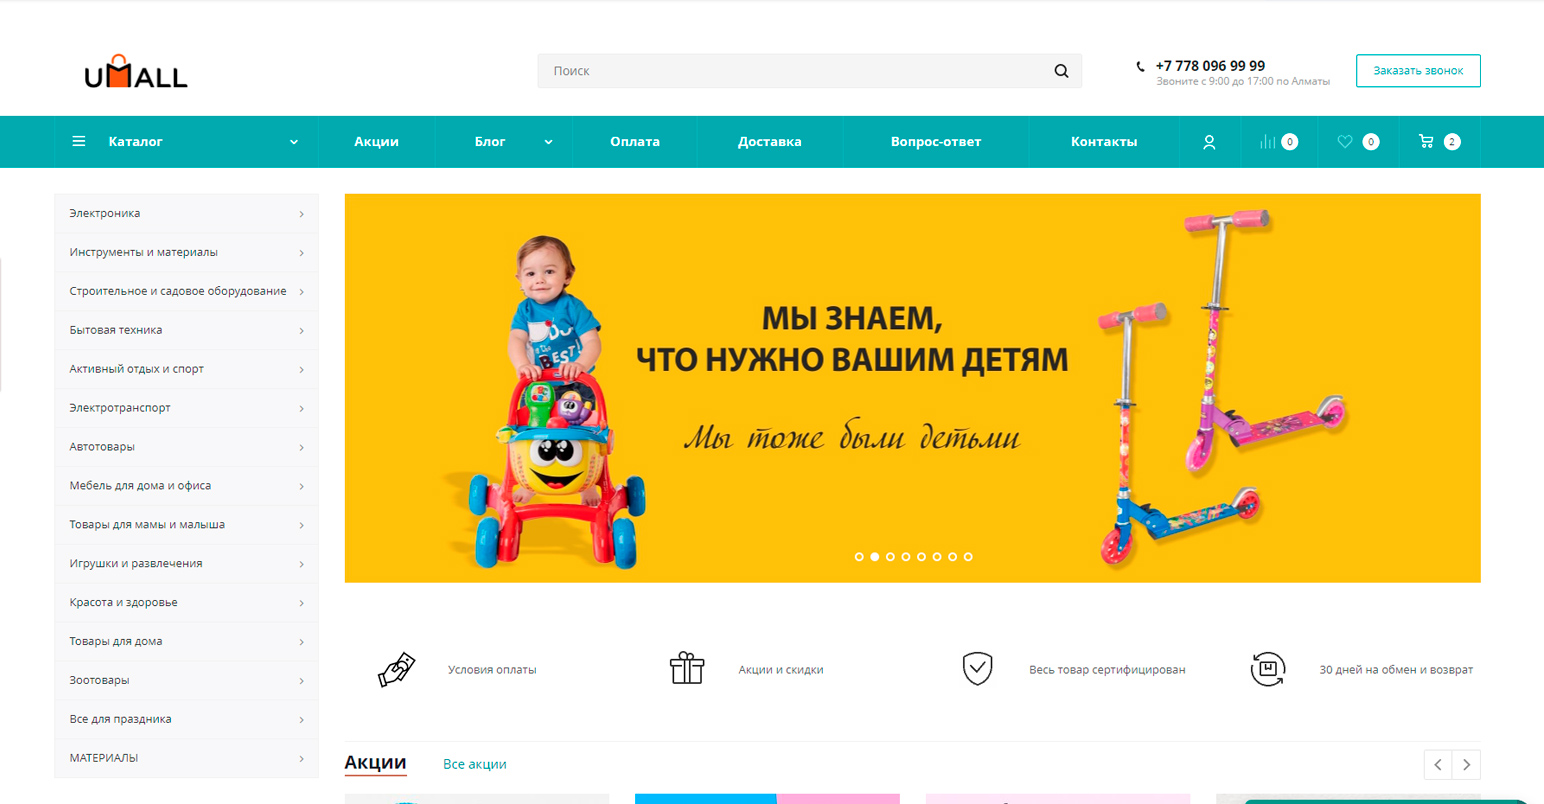 UMALL
Поиск
+7 778 096 99 99
Звоните с 9:00 до 17:00 по Алматы
Заказать звонок
Каталог
Акции
Блог
Оплата
Доставка
Вопрос-ответ
Контакты
0
0
2
Электроника
Инструменты и материалы
Строительное и садовое оборудование
Бытовая техника
Активный отдых и спорт
Электротранспорт
Автотовары
Мебель для дома и офиса
Товары для мамы и малыша
Игрушки и развлечения
Красота и здоровье
Товары для дома
Зоотовары
Все для праздника
МАТЕРИАЛЫ
МЫ ЗНАЕМ,
ЧТО НУЖНО ВАШИМ ДЕТЯМ
Мы тоже были детьми
BEST
Условия оплаты
Акции и скидки
Весь товар сертифицирован
30 дней на обмен и возврат
Акции
Все акции